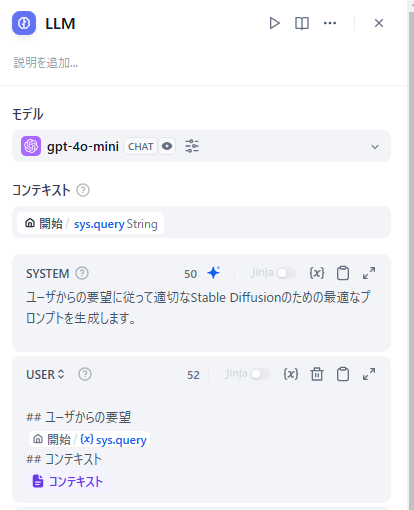 LLM
説明を追加...
モデル
gpt-4o-mini CHAT
コンテキスト
開始 / sys.query String
SYSTEM 50 Jinja {x}
ユーザからの要望に従って適切なStable Diffusionのための最適なプ
ロンプトを生成します。
USER 52 Jinja {x}
## ユーザからの要望
開始 / {x} sys.query
## コンテキスト
コンテキスト